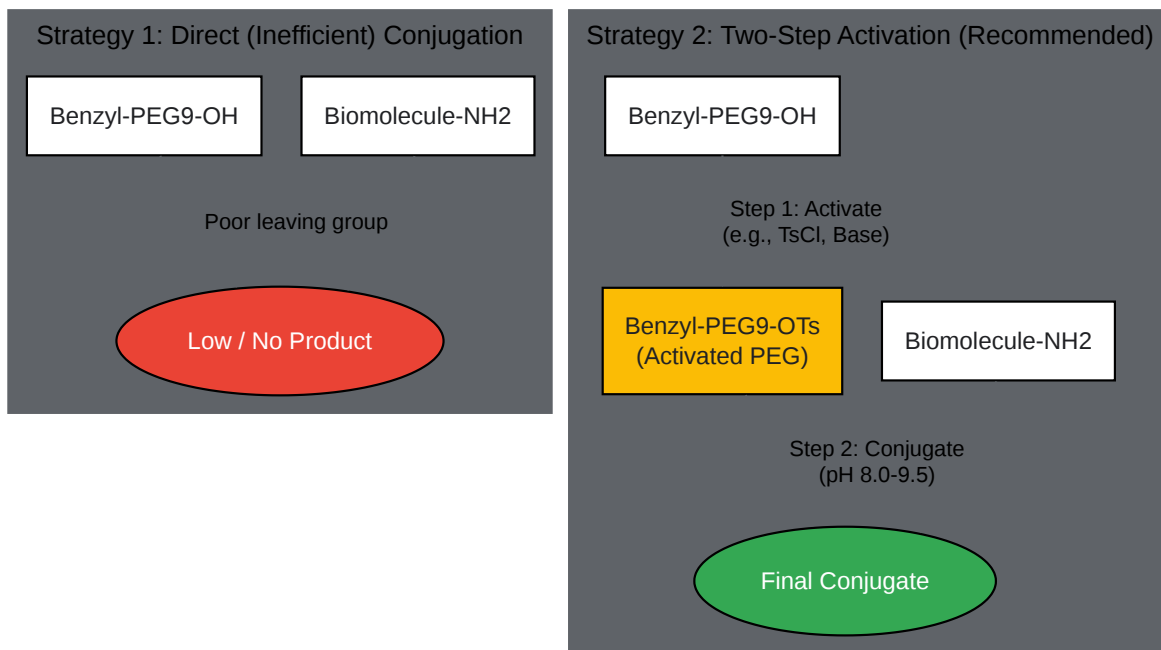 Strategy 1: Direct (Inefficient) Conjugation
Benzyl-PEG9-OH
Biomolecule-NH2
Poor leaving group
Low / No Product
Strategy 2: Two-Step Activation (Recommended)
Benzyl-PEG9-OH
Step 1: Activate
(e.g., TsCl, Base)
Benzyl-PEG9-OTs
(Activated PEG)
Biomolecule-NH2
Step 2: Conjugate
(pH 8.0-9.5)
Final Conjugate